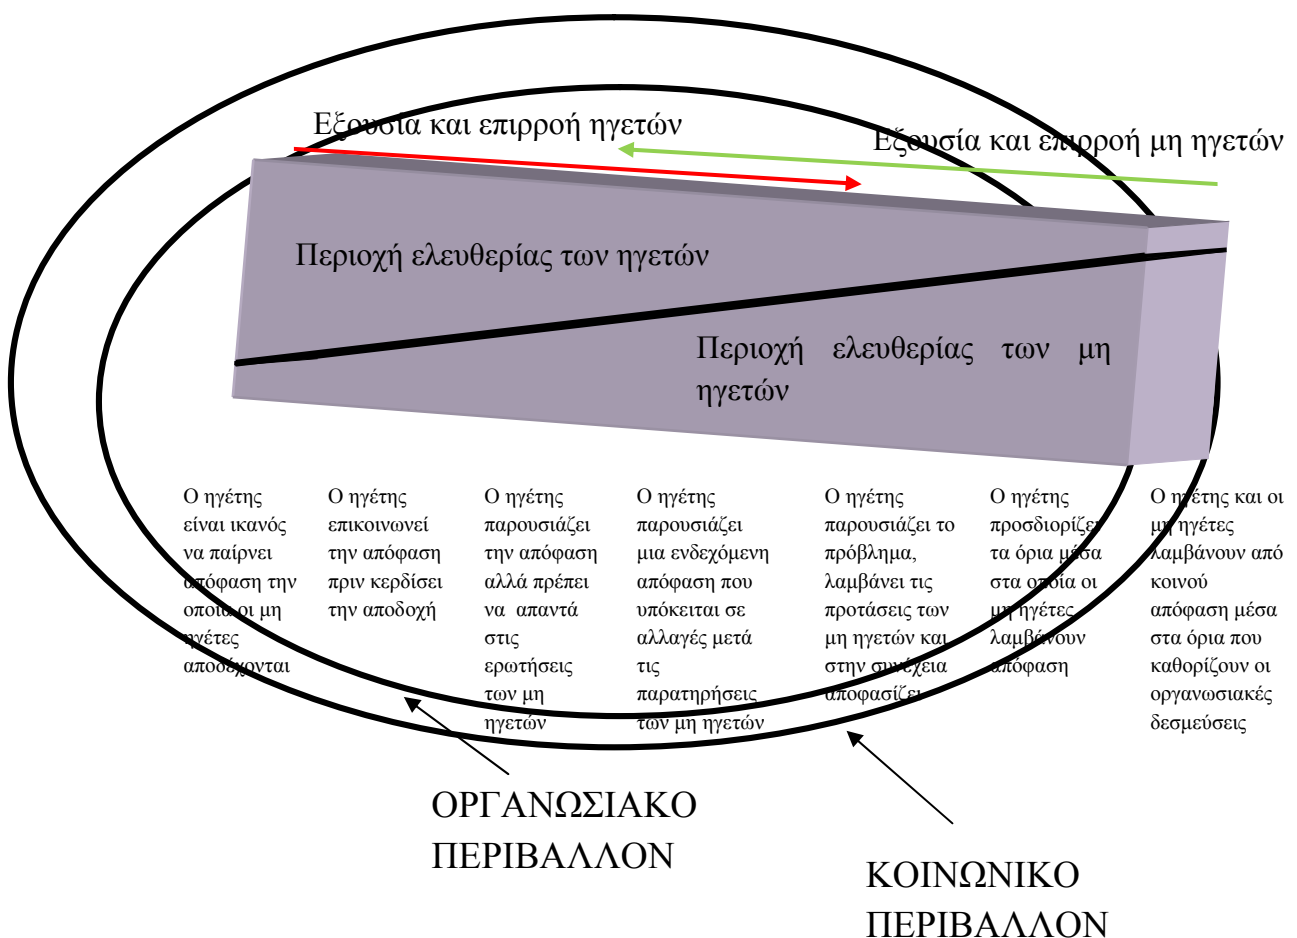 Εξουσία και επιρροή ηγετών
Εξουσία και επιρροή μη ηγετών
Περιοχή ελευθερίας των ηγετών
Περιοχή ελευθερίας των μη
ηγετών
Ο ηγέτης
είναι ικανός
να παίρνει
απόφαση την
οποία οι μη
ηγέτες
αποδέχονται
Ο ηγέτης
επικοινωνεί
την απόφαση
πριν κερδίσει
την αποδοχή
Ο ηγέτης
παρουσιάζει
την απόφαση
αλλά πρέπει
να απαντά
στις
ερωτήσεις
των μη
ηγετών
Ο ηγέτης
παρουσιάζει
μια ενδεχόμενη
απόφαση που
υπόκειται σε
αλλαγές μετά
τις
παρατηρήσεις
των μη ηγετών
Ο ηγέτης
παρουσιάζει το
πρόβλημα,
λαμβάνει τις
προτάσεις των
μη ηγετών και
στην συνέχεια
αποφασίζει
Ο ηγέτης
προσδιορίζει
τα όρια μέσα
στα οποία οι
μη ηγέτες
λαμβάνουν
απόφαση
Ο ηγέτης και οι
μη ηγέτες
λαμβάνουν από
κοινού
απόφαση μέσα
στα όρια που
καθορίζουν οι
οργανωσιακές
δεσμεύσεις
ΟΡΓΑΝΩΣΙΑΚΟ
ΠΕΡΙΒΑΛΛΟΝ
ΚΟΙΝΩΝΙΚΟ
ΠΕΡΙΒΑΛΛΟΝ